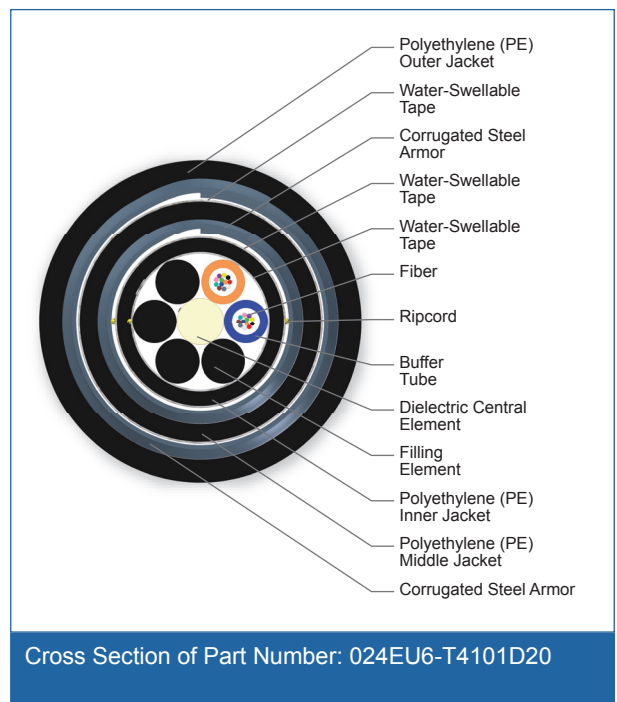 Polyethylene (PE)
Outer Jacket
Water-Swellable
Tape
Corrugated Steel
Armor
Water-Swellable
Tape
Water-Swellable
Tape
Fiber
Ripcord
Buffer
Tube
Dielectric Central
Element
Filling
Element
Polyethylene (PE)
Inner Jacket
Polyethylene (PE)
Middle Jacket
Corrugated Steel Armor
Cross Section of Part Number: 024EU6-T4101D20